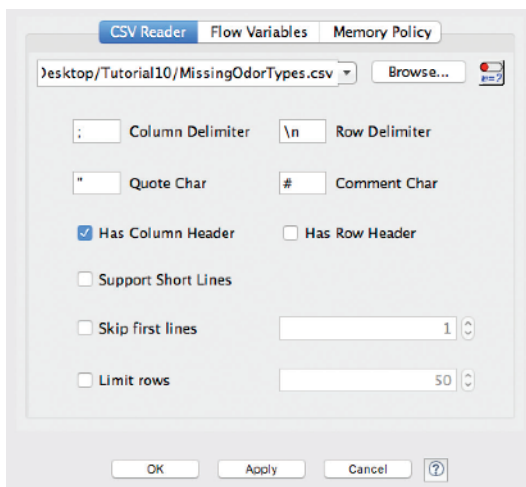 CSV Reader Flow Variables Memory Policy
Desktop/Tutorial10/MissingOdorTypes.csv Browse... v=?
; Column Delimiter \n Row Delimiter
" Quote Char # Comment Char
Has Column Header Has Row Header
Support Short Lines
Skip first lines 1
Limit rows 50
OK Apply Cancel ?